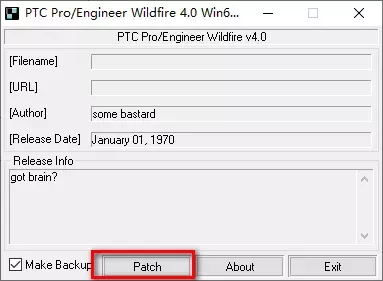 PTC Pro/Engineer Wildfire 4.0 Win6...
PTC Pro/Engineer Wildfire v4.0
[Filename]
[URL]
[Author] some bastard
[Release Date] January 01, 1970
Release Info
got brain?
Make Backup Patch About Exit